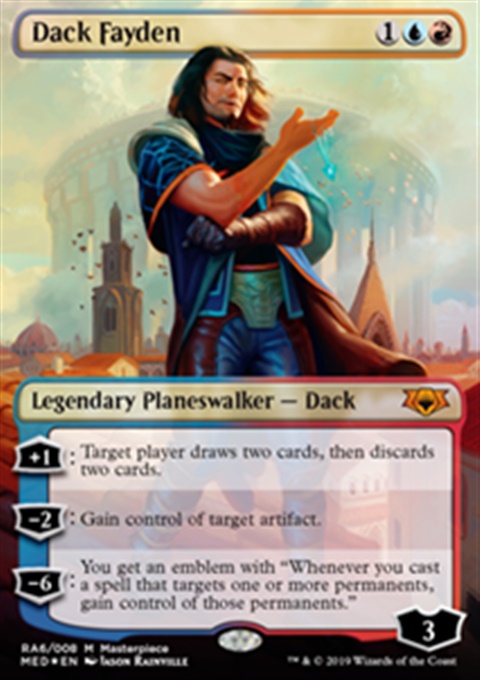 Dack Fayden 1
Legendary Planeswalker — Dack
+1 : Target player draws two cards, then discards
two cards.
−2 : Gain control of target artifact.
−6 : You get an emblem with “Whenever you cast
a spell that targets one or more permanents,
gain control of those permanents.”
3
RA6/008 M Masterpiece
MED★EN Jason Rainville
™ & © 2019 Wizards of the Coast